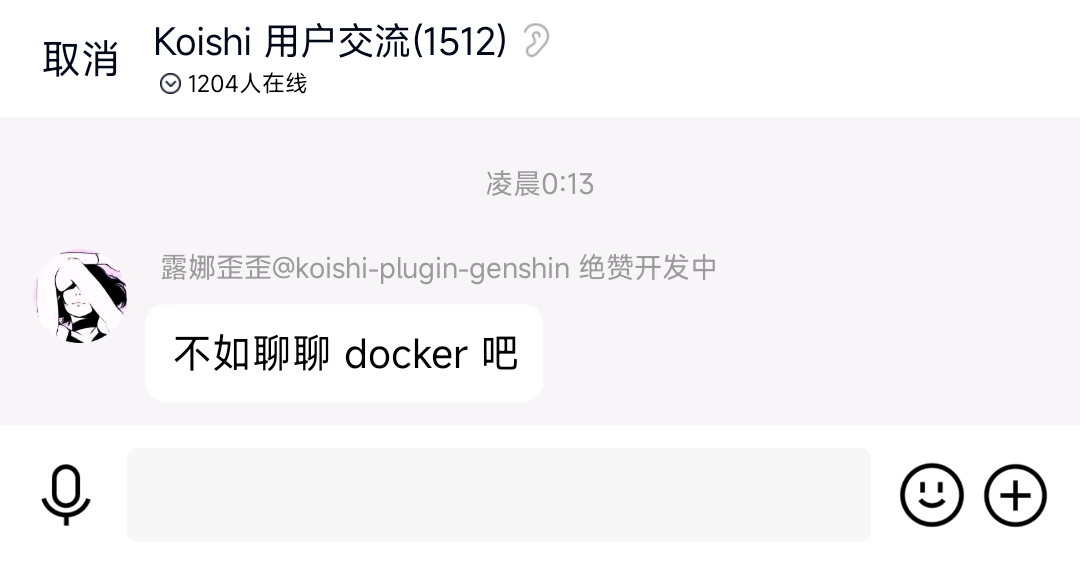 取消
Koishi 用户交流(1512)
1204人在线
凌晨0:13
露娜歪歪@koishi-plugin-genshin 绝赞开发中
不如聊聊 docker 吧